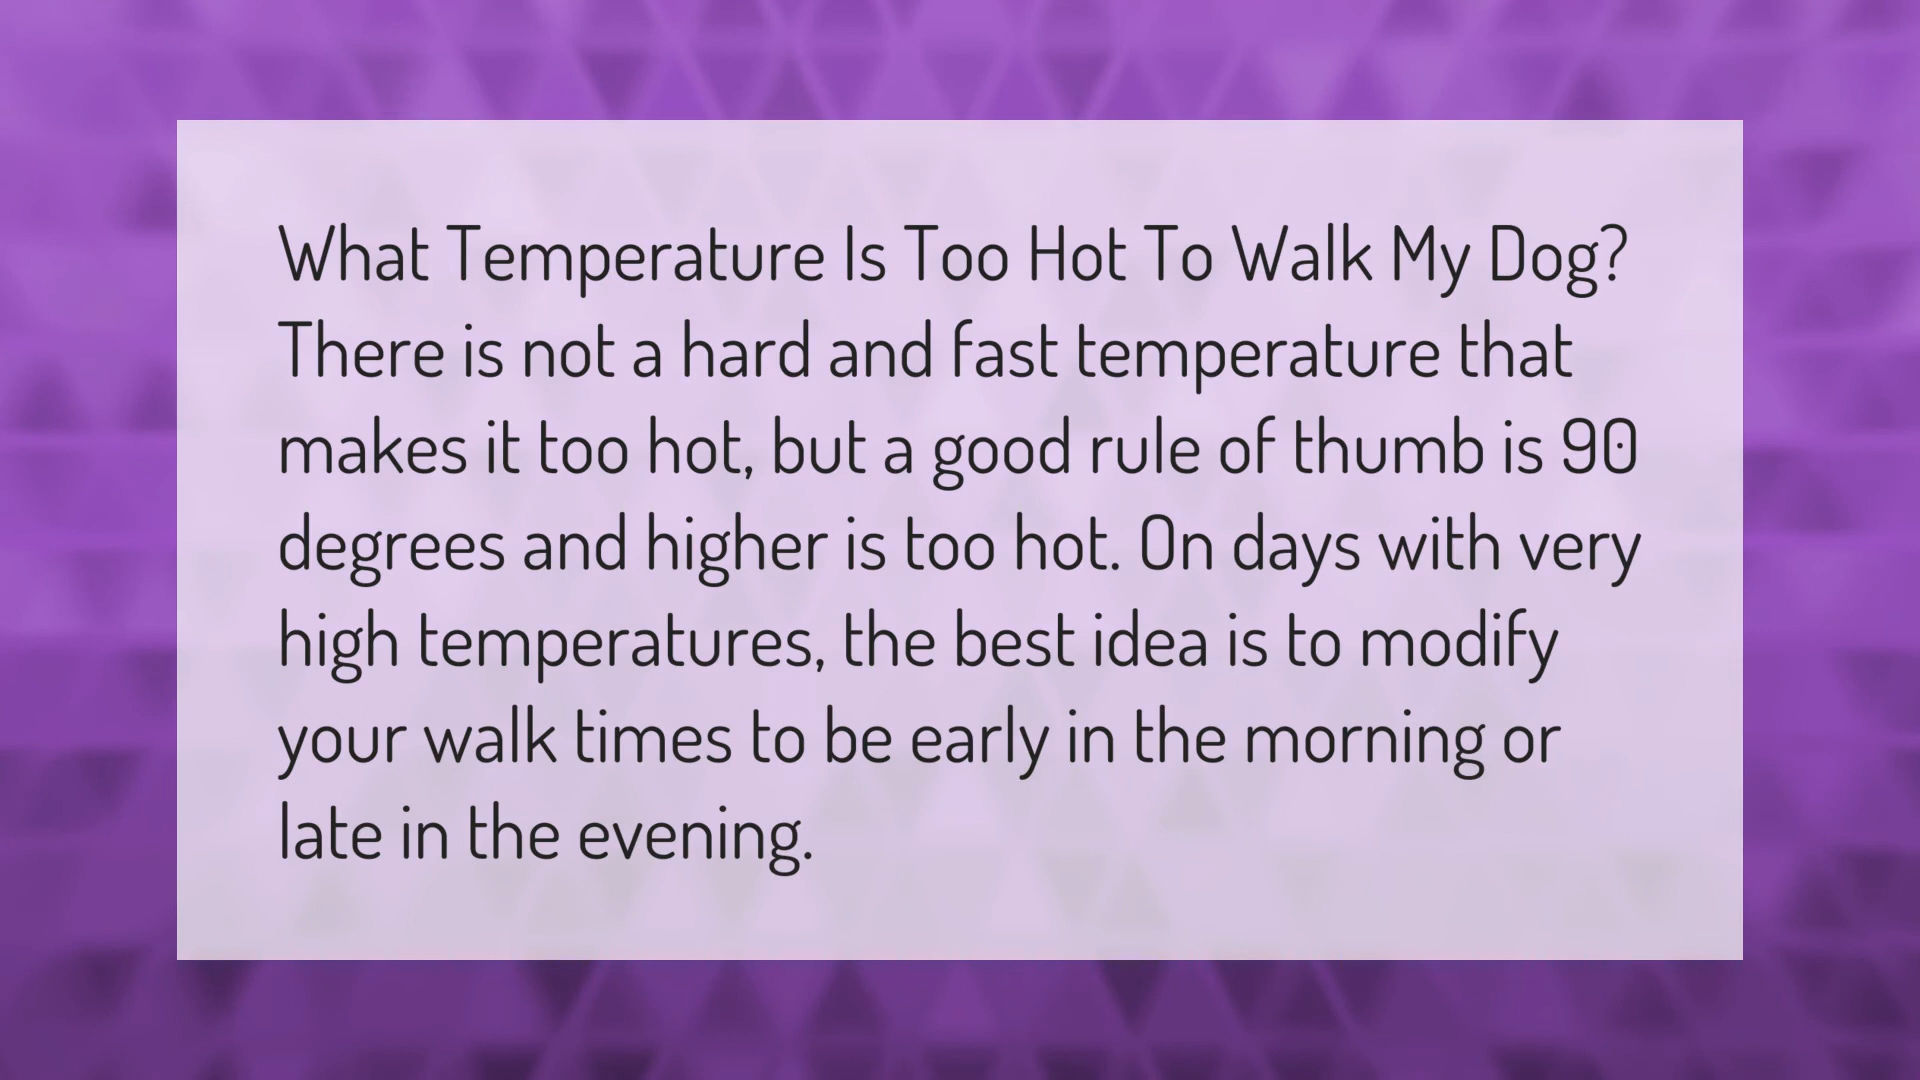 What Temperature Is Too Hot To Walk My Dog?
There is not a hard and fast temperature that
makes it too hot, but a good rule of thumb is 90
degrees and higher is too hot. On days with very
high temperatures, the best idea is to modify
your walk times to be early in the morning or
late in the evening.